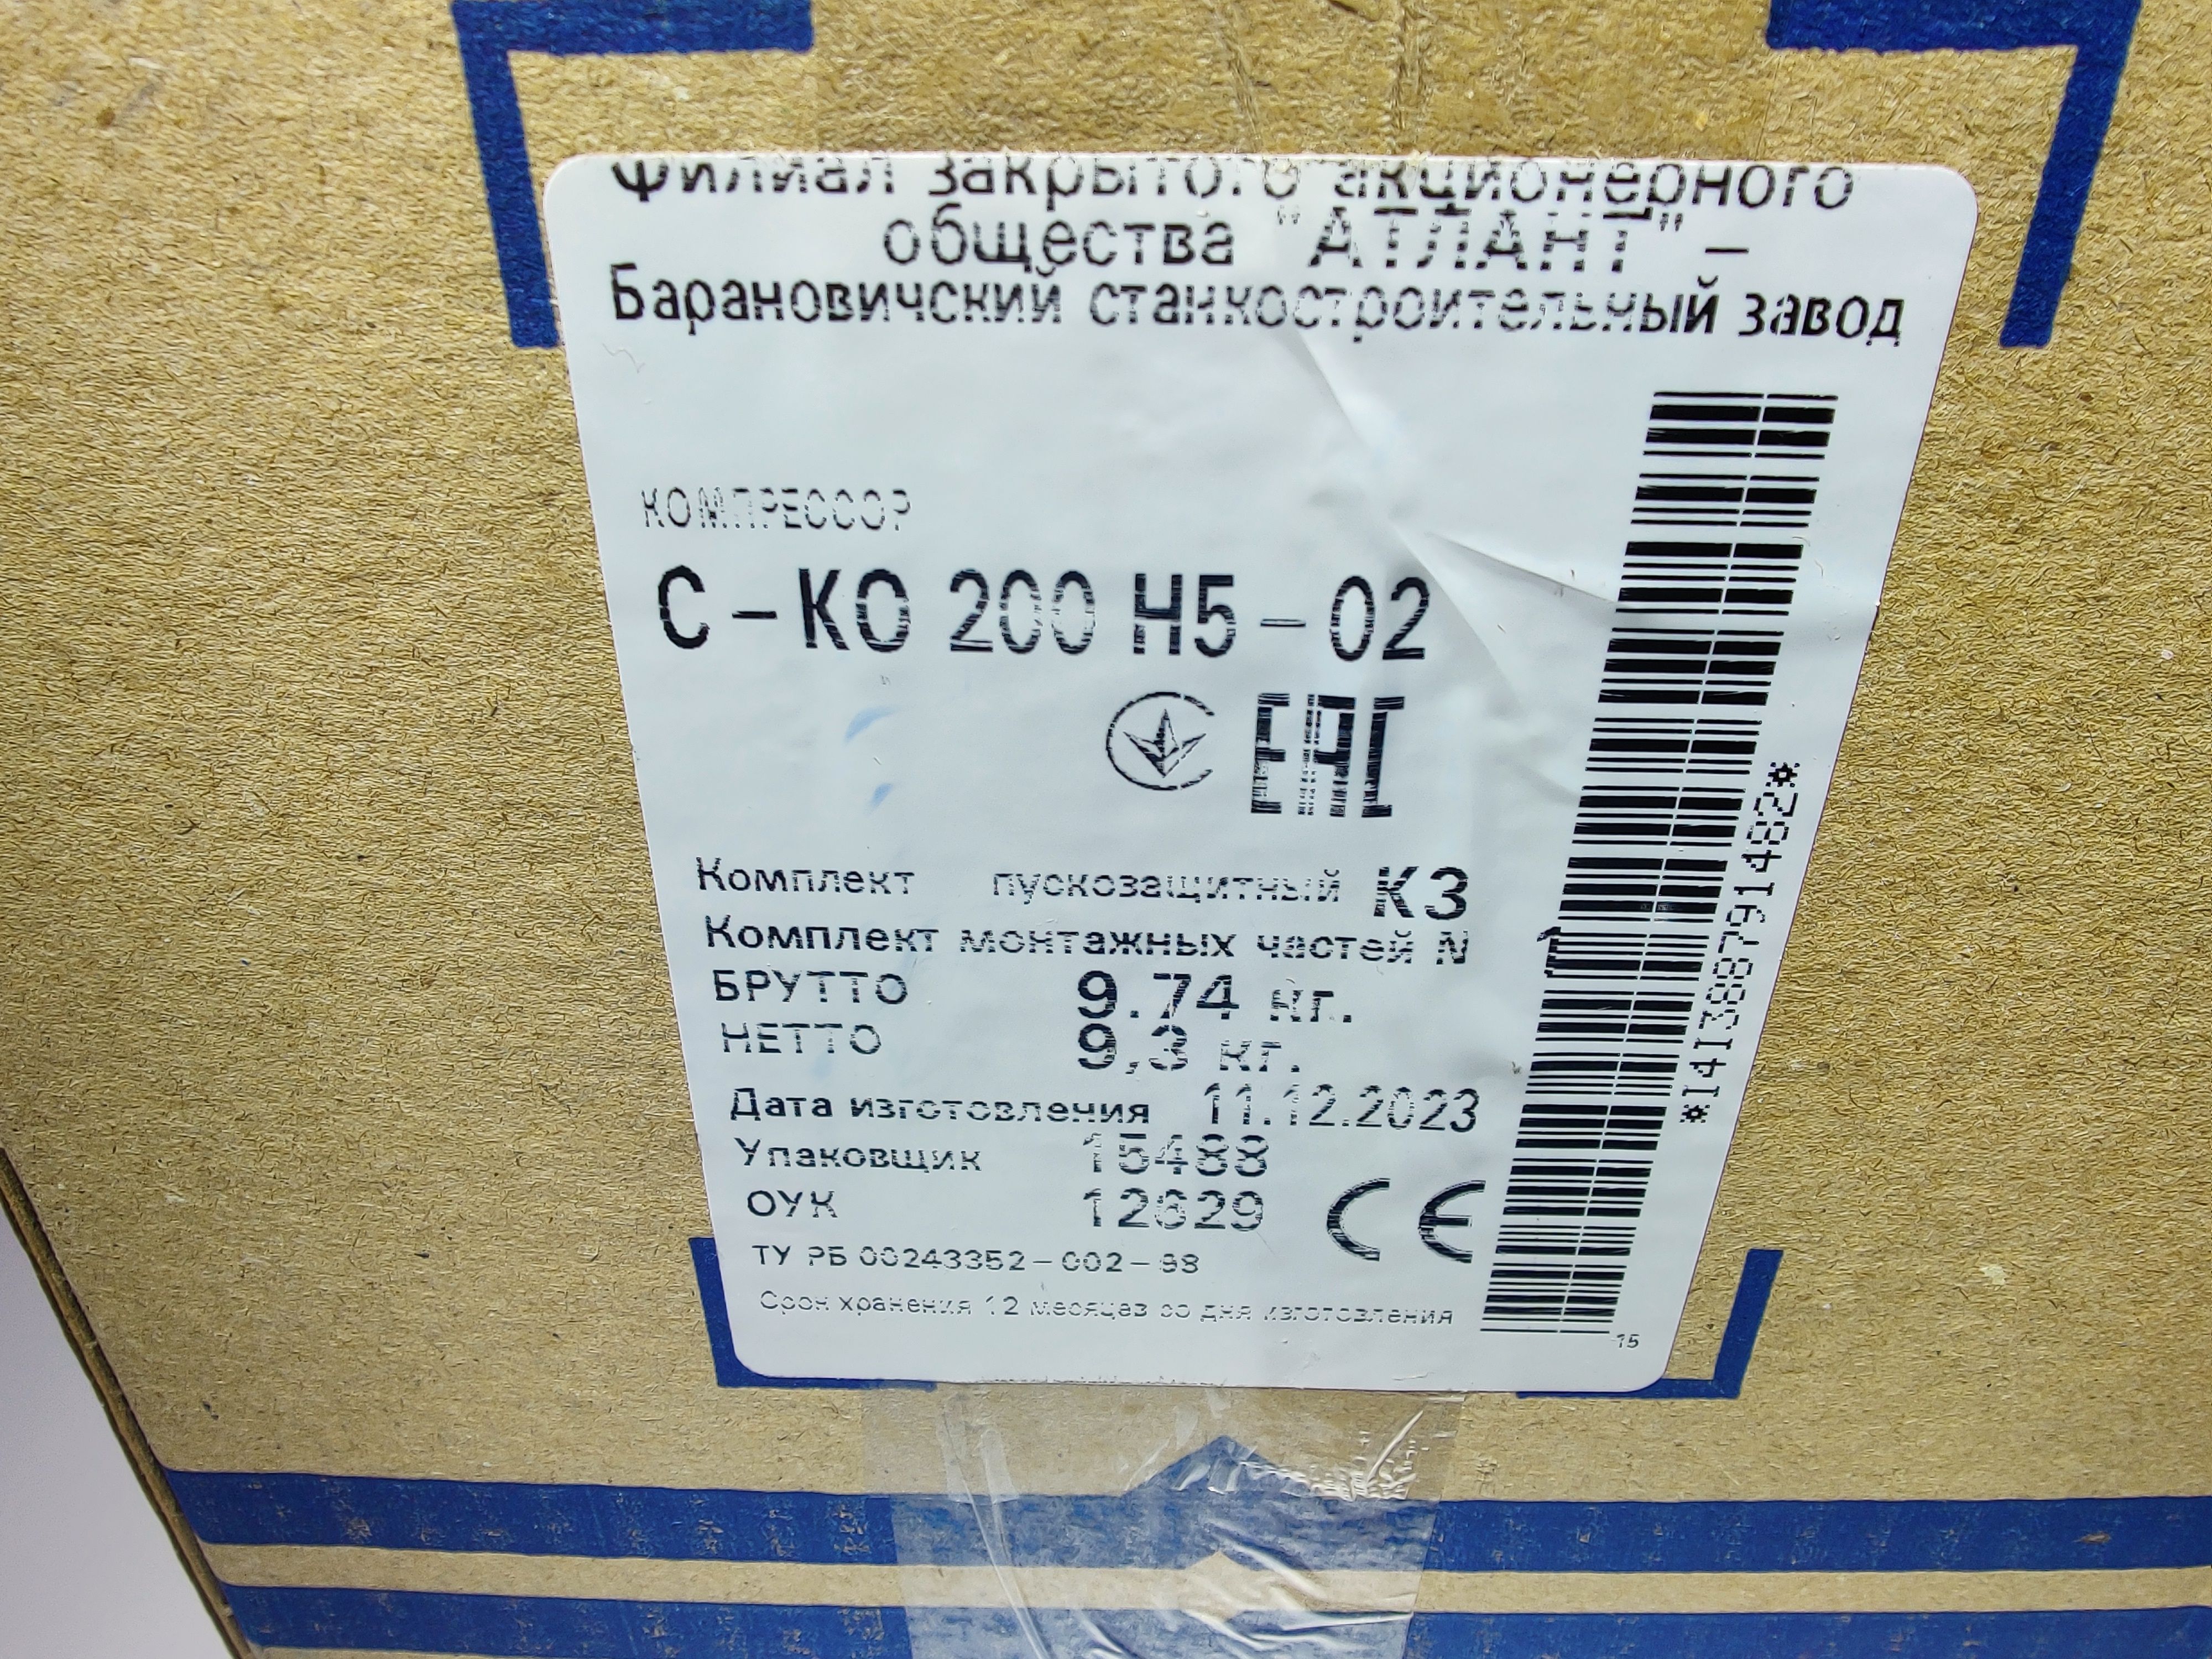 Филиал закрытого акционерного
общества "АТЛАНТ" –
Барановичский станкостроительный завод
КОМПРЕССОР
С – КО 200 Н5 – 02
ЕАС
Комплект пускозащитный К3
Комплект монтажных частей N 1
БРУТТО 9.74 кг.
НЕТТО 9,3 кг.
Дата изготовления 11.12.2023
Упаковщик 15488
ОУК 12629
CE
ТУ РБ 00243352 – 002 – 98
Срок хранения 12 месяцев со дня изготовления
*141388791482*
15